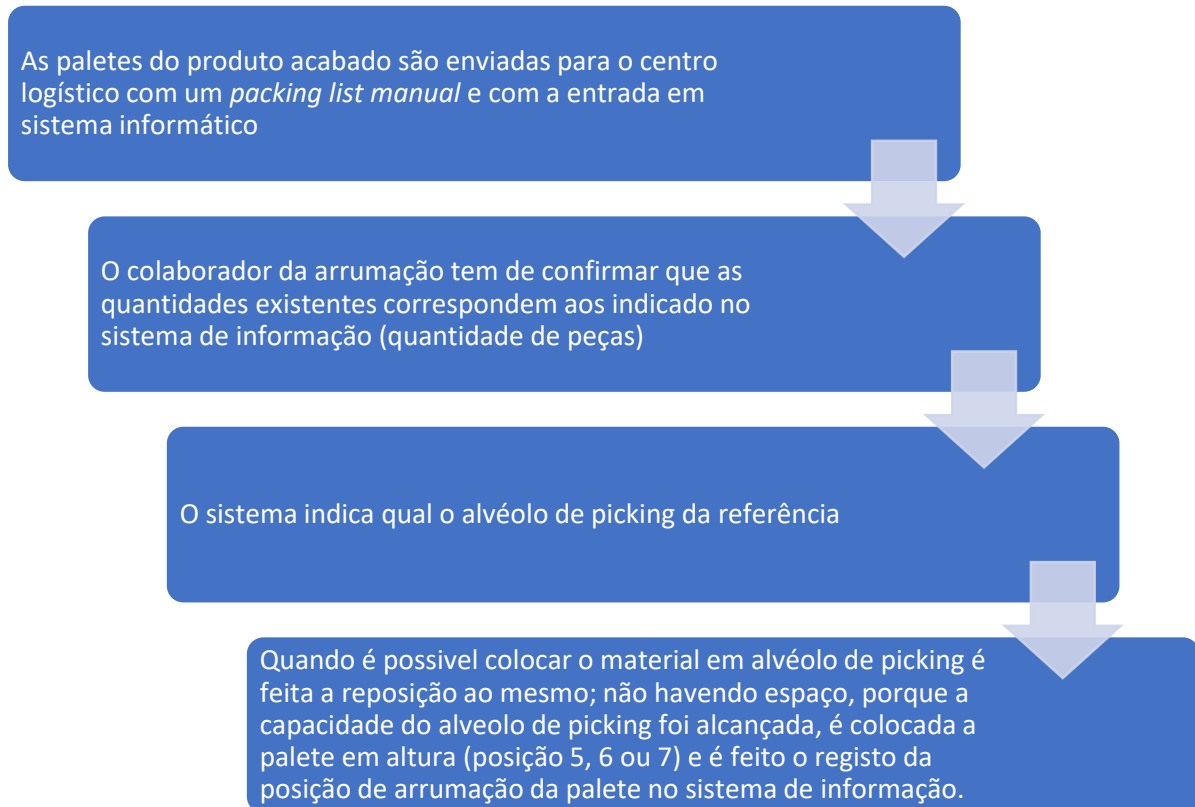 As paletes do produto acabado são enviadas para o centro
logístico com um packing list manual e com a entrada em
sistema informático
O colaborador da arrumação tem de confirmar que as
quantidades existentes correspondem aos indicado no
sistema de informação (quantidade de peças)
O sistema indica qual o alvéolo de picking da referência
Quando é possivel colocar o material em alvéolo de picking é
feita a reposição ao mesmo; não havendo espaço, porque a
capacidade do alveolo de picking foi alcançada, é colocada a
palete em altura (posição 5, 6 ou 7) e é feito o registo da
posição de arrumação da palete no sistema de informação.